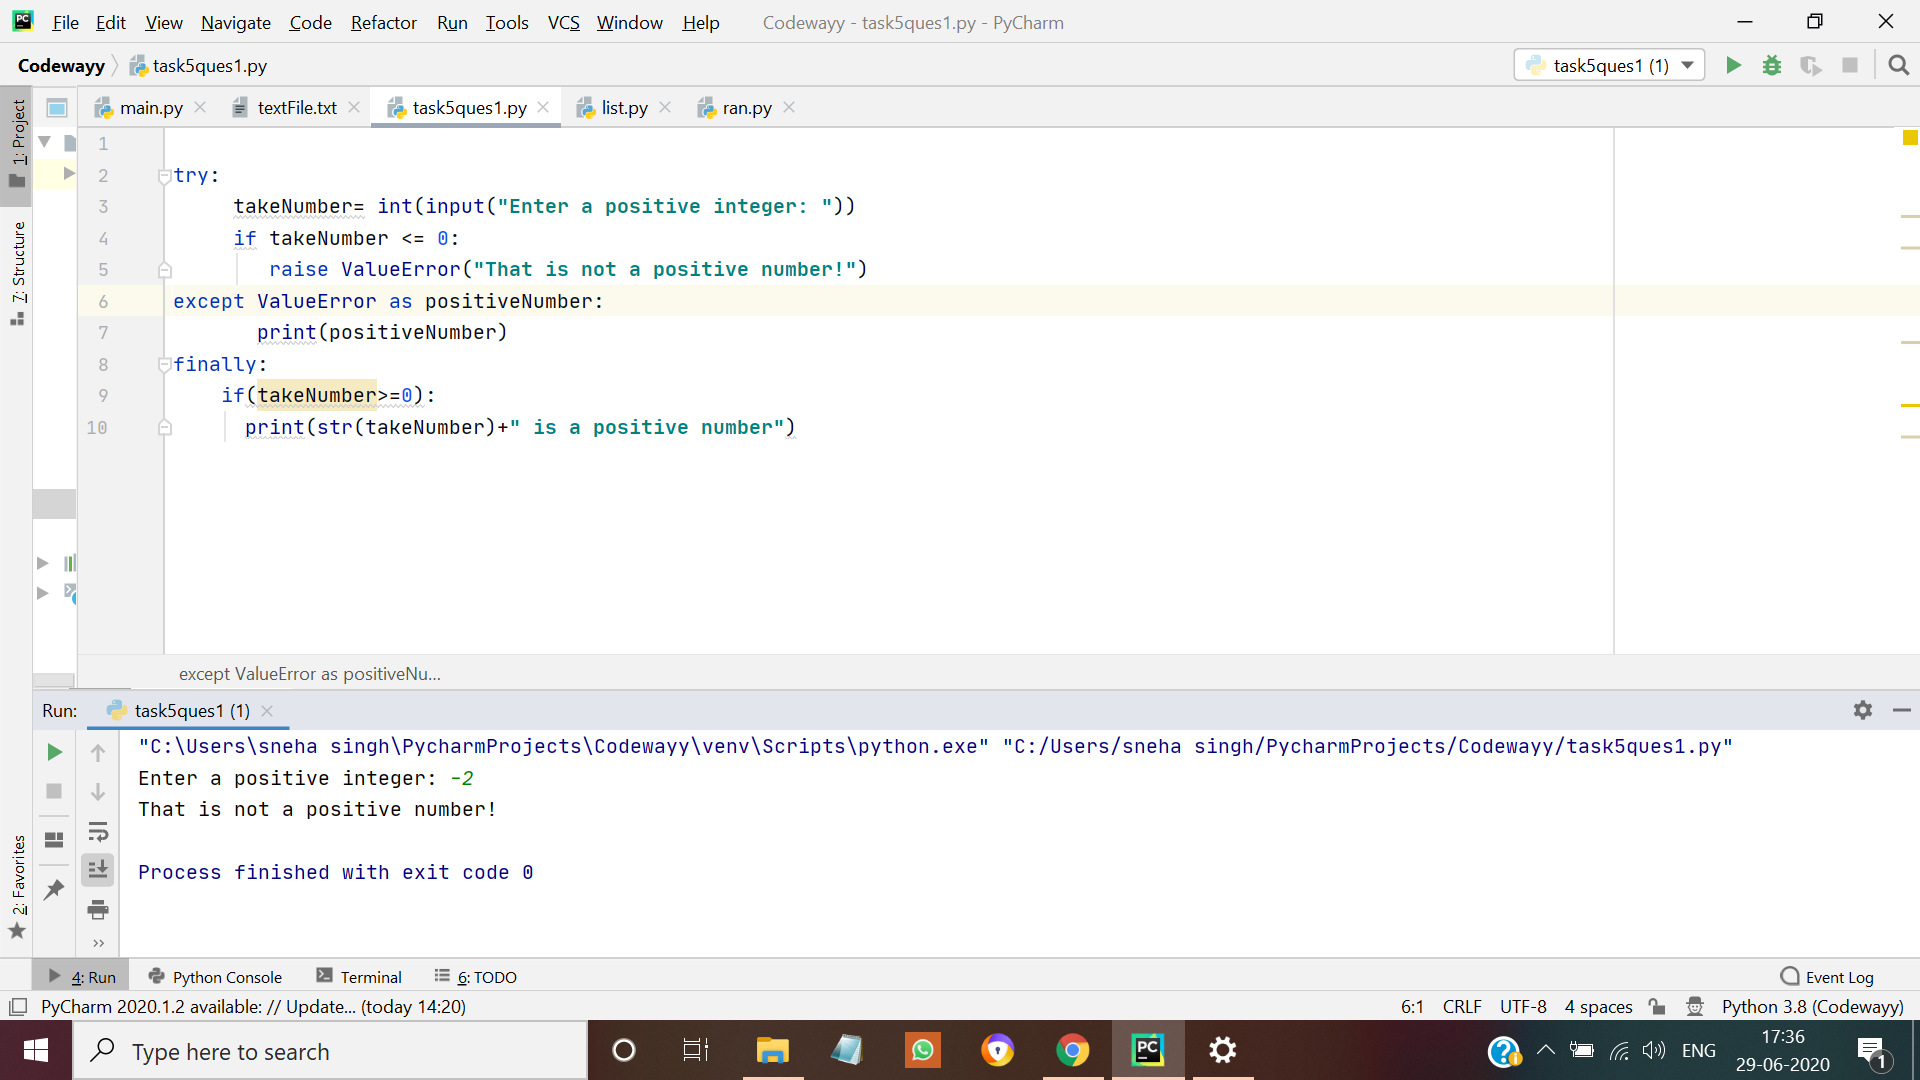 File Edit View Navigate Code Refactor Run Tools VCS Window Help Codewayy - task5ques1.py - PyCharm
Codewayy task5ques1.py task5ques1 (1)
main.py textFile.txt task5ques1.py list.py ran.py
1: Project
7: Structure
2: Favorites
1
2 try:
3 takeNumber= int(input("Enter a positive integer: "))
4 if takeNumber <= 0:
5 raise ValueError("That is not a positive number!")
6 except ValueError as positiveNumber:
7 print(positiveNumber)
8 finally:
9 if(takeNumber>=0):
10 print(str(takeNumber)+" is a positive number")
except ValueError as positiveNu...
Run: task5ques1 (1)
"C:\Users\sneha singh\PycharmProjects\Codewayy\venv\Scripts\python.exe" "C:/Users/sneha singh/PycharmProjects/Codewayy/task5ques1.py"
Enter a positive integer: -2
That is not a positive number!
Process finished with exit code 0
4: Run Python Console Terminal 6: TODO Event Log
PyCharm 2020.1.2 available: // Update... (today 14:20) 6:1 CRLF UTF-8 4 spaces Python 3.8 (Codewayy)
Type here to search PC ENG 17:36
29-06-2020 1